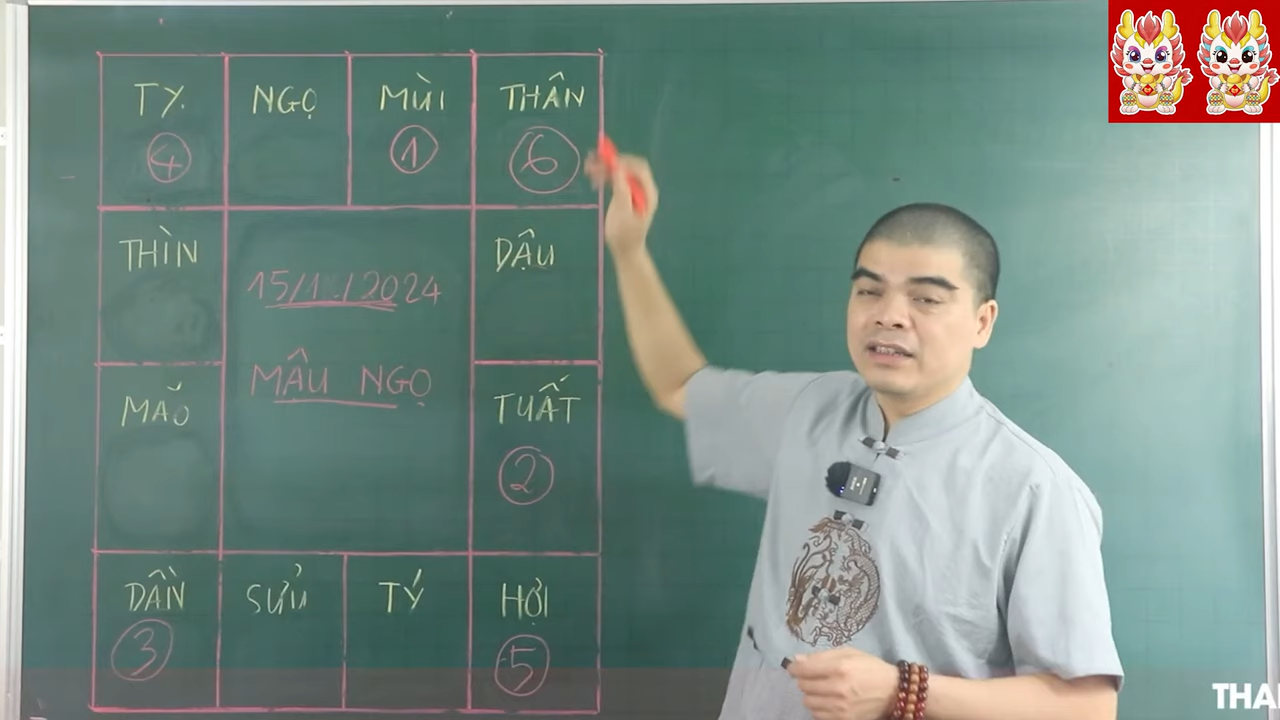 TỴ
NGỌ
MÙI
THÂN
④
①
⑥
THÌN
DẬU
15/1./2024
MÃO
MẬU NGỌ
TUẤT
②
DẦN
SỬU
TÝ
HỢI
③
⑤
THA